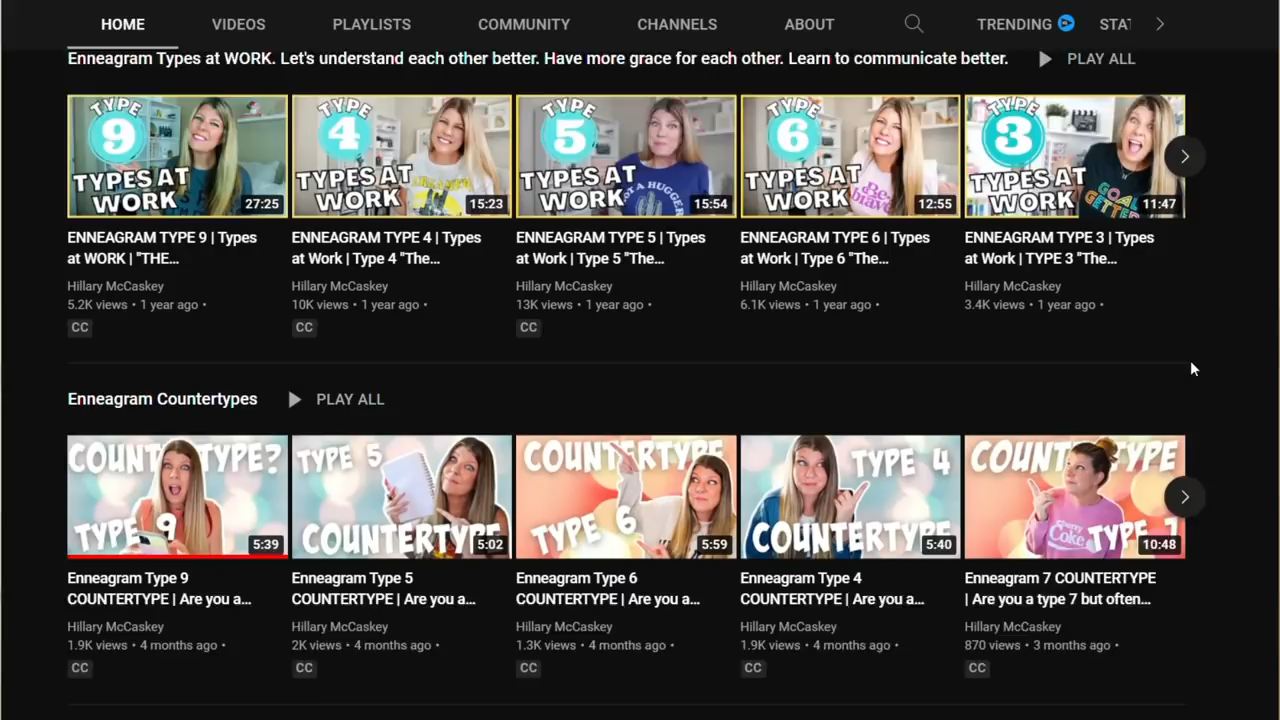 HOME VIDEOS PLAYLISTS COMMUNITY CHANNELS ABOUT TRENDING STAT
Enneagram Types at WORK. Let's understand each other better. Have more grace for each other. Learn to communicate better. PLAY ALL
TYPE 9 TYPES AT WORK 27:25
TYPE 4 TYPES AT WORK 15:23
TYPE 5 TYPES AT WORK NOT A HUGGER 15:54
TYPE 6 TYPES AT WORK Be brave 12:55
TYPE 3 TYPES AT WORK GOAL GETTER 11:47
ENNEAGRAM TYPE 9 | Types
at WORK | "THE...
Hillary McCaskey
5.2K views • 1 year ago •
CC
ENNEAGRAM TYPE 4 | Types
at Work | Type 4 "The...
Hillary McCaskey
10K views • 1 year ago •
CC
ENNEAGRAM TYPE 5 | Types
at Work | Type 5 "The...
Hillary McCaskey
13K views • 1 year ago •
CC
ENNEAGRAM TYPE 6 | Types
at Work | Type 6 "The...
Hillary McCaskey
6.1K views • 1 year ago •
ENNEAGRAM TYPE 3 | Types
at Work | TYPE 3 "The...
Hillary McCaskey
3.4K views • 1 year ago •
Enneagram Countertypes PLAY ALL
COUNTERTYPE? TYPE 9 5:39
TYPE 5 COUNTERTYPE 5:02
COUNTERTYPE TYPE 6 5:59
TYPE 4 COUNTERTYPE 5:40
COUNTERTYPE TYPE 7 Coke 10:48
Enneagram Type 9
COUNTERTYPE | Are you a...
Hillary McCaskey
1.9K views • 4 months ago •
CC
Enneagram Type 5
COUNTERTYPE | Are you a...
Hillary McCaskey
2K views • 4 months ago •
CC
Enneagram Type 6
COUNTERTYPE | Are you a...
Hillary McCaskey
1.3K views • 4 months ago •
CC
Enneagram Type 4
COUNTERTYPE | Are you a...
Hillary McCaskey
1.9K views • 4 months ago •
CC
Enneagram 7 COUNTERTYPE
| Are you a type 7 but often...
Hillary McCaskey
870 views • 3 months ago •
CC